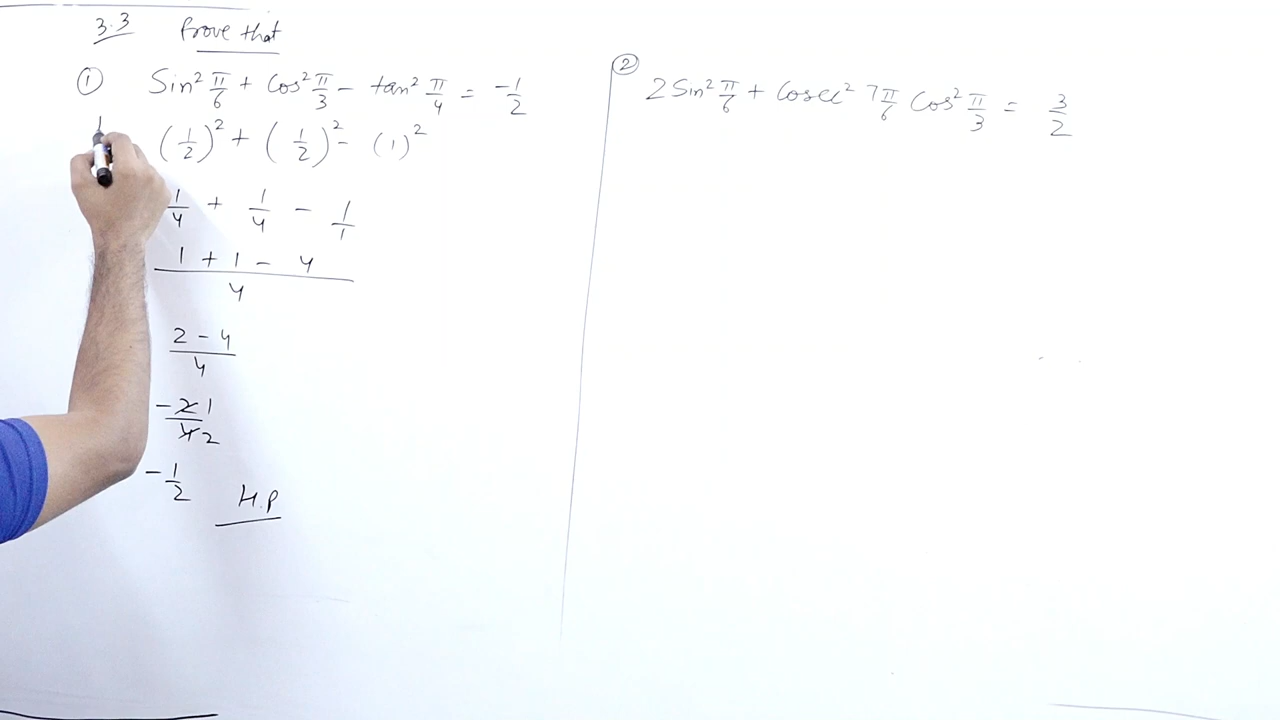 3.3 Prove that
① Sin² π/6 + Cos² π/3 − tan² π/4 = −1/2
(1/2)² + (1/2)² − (1)²
1/4 + 1/4 − 1/1
1 + 1 − 4 / 4
2 − 4 / 4
−2 1 / 4 2
−1/2 H.P
② 2 Sin² π/6 + Cosec² 7π/6 Cos² π/3 = 3/2